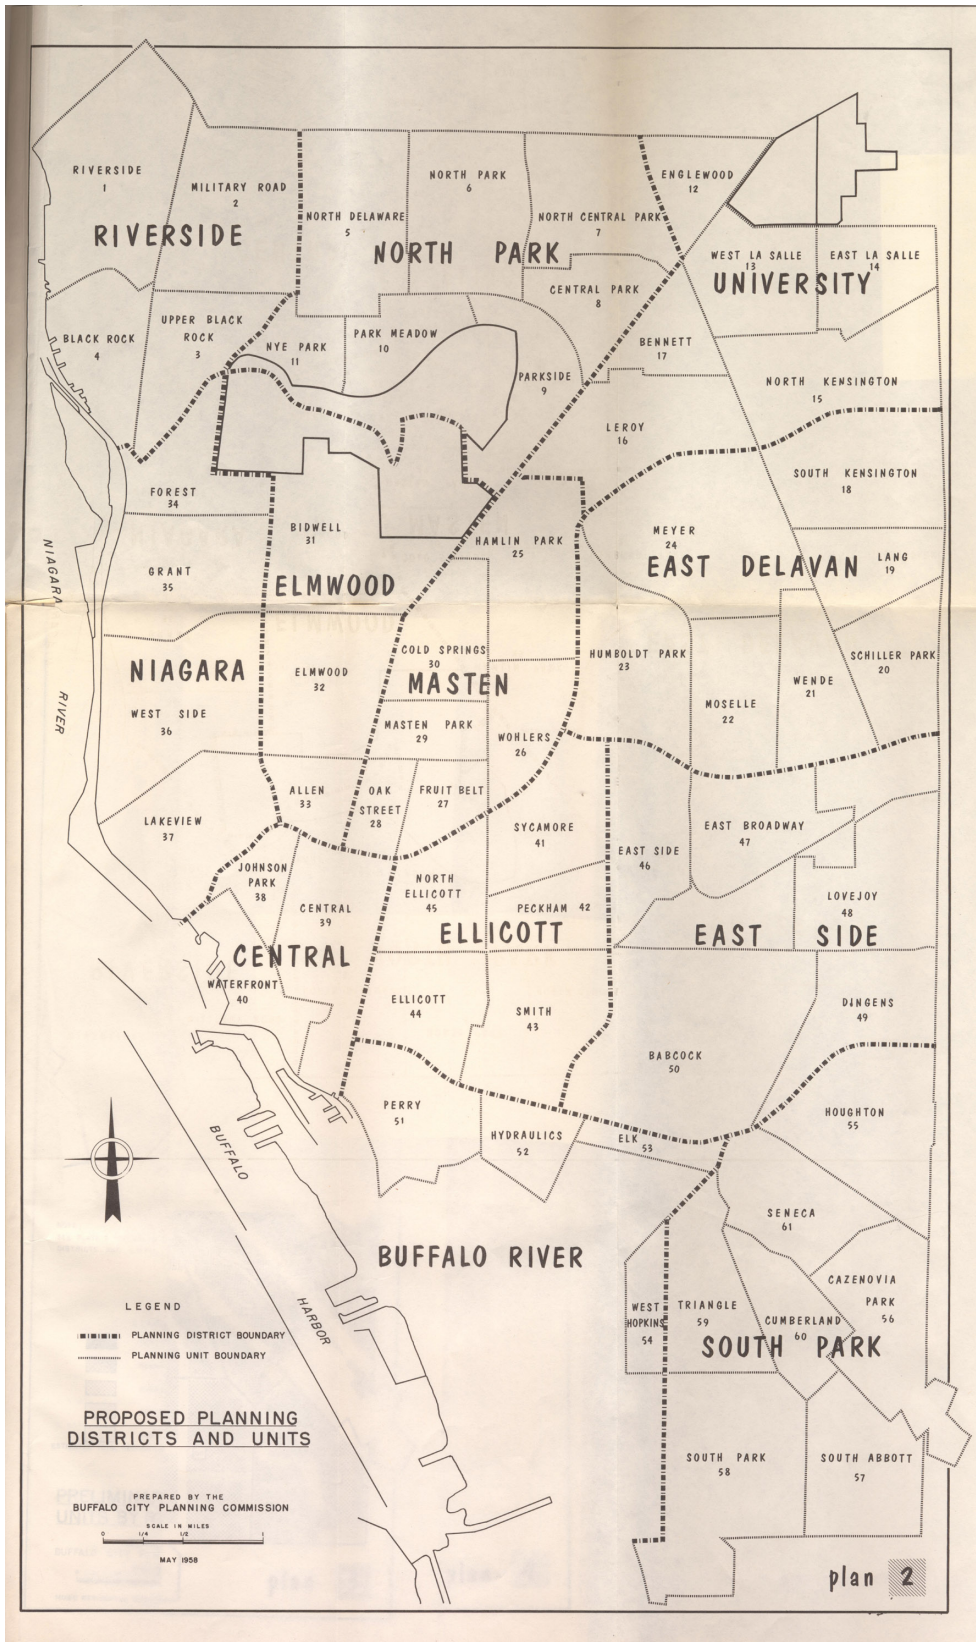 RIVERSIDE
1
MILITARY ROAD
2
RIVERSIDE
BLACK ROCK
4
UPPER BLACK
ROCK
3
NORTH DELAWARE
5
NORTH PARK
6
NORTH CENTRAL PARK
7
NORTH PARK
CENTRAL PARK
8
NYE PARK
11
PARK MEADOW
10
PARKSIDE
9
ENGLEWOOD
12
WEST LA SALLE
13
EAST LA SALLE
14
UNIVERSITY
BENNETT
17
NORTH KENSINGTON
15
LEROY
16
SOUTH KENSINGTON
18
MEYER
24
EAST DELAVAN
LANG
19
HUMBOLDT PARK
23
SCHILLER PARK
20
WENDE
21
MOSELLE
22
FOREST
34
GRANT
35
NIAGARA
WEST SIDE
36
LAKEVIEW
37
BIDWELL
31
ELMWOOD
ELMWOOD
32
ALLEN
33
HAMLIN PARK
25
COLD SPRINGS
30
MASTEN
MASTEN PARK
29
WOHLERS
26
OAK
STREET
28
FRUIT BELT
27
JOHNSON
PARK
38
CENTRAL
39
CENTRAL
WATERFRONT
40
SYCAMORE
41
NORTH
ELLICOTT
45
PECKHAM 42
ELLICOTT
ELLICOTT
44
SMITH
43
EAST SIDE
46
EAST BROADWAY
47
LOVEJOY
48
EAST SIDE
DINGENS
49
BABCOCK
50
PERRY
51
HYDRAULICS
52
ELK
53
HOUGHTON
55
BUFFALO RIVER
SENECA
61
CAZENOVIA
PARK
56
WEST
HOPKINS
54
TRIANGLE
59
CUMBERLAND
60
SOUTH PARK
SOUTH PARK
58
SOUTH ABBOTT
57
NIAGARA
RIVER
BUFFALO
HARBOR
LEGEND
PLANNING DISTRICT BOUNDARY
PLANNING UNIT BOUNDARY
PROPOSED PLANNING
DISTRICTS AND UNITS
PREPARED BY THE
BUFFALO CITY PLANNING COMMISSION
SCALE IN MILES
0 1/4 1/2 1
MAY 1958
plan 2